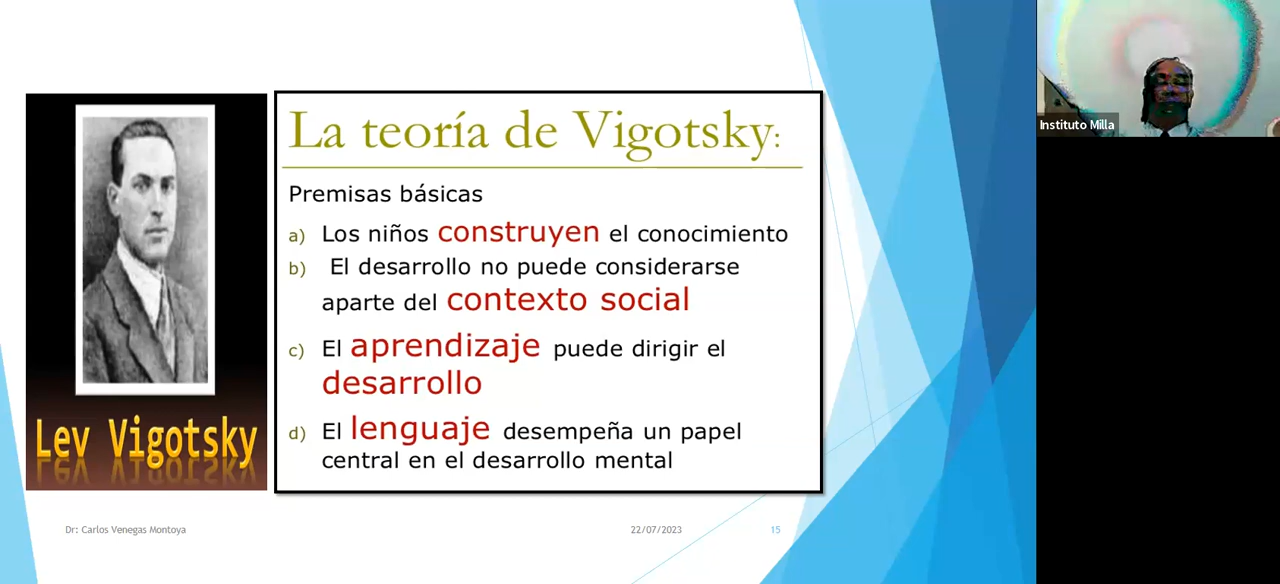 La teoría de Vigotsky:
Premisas básicas
a) Los niños construyen el conocimiento
b) El desarrollo no puede considerarse
aparte del contexto social
c) El aprendizaje puede dirigir el
desarrollo
d) El lenguaje desempeña un papel
central en el desarrollo mental
Lev Vigotsky
Dr: Carlos Venegas Montoya
22/07/2023
15
Instituto Milla